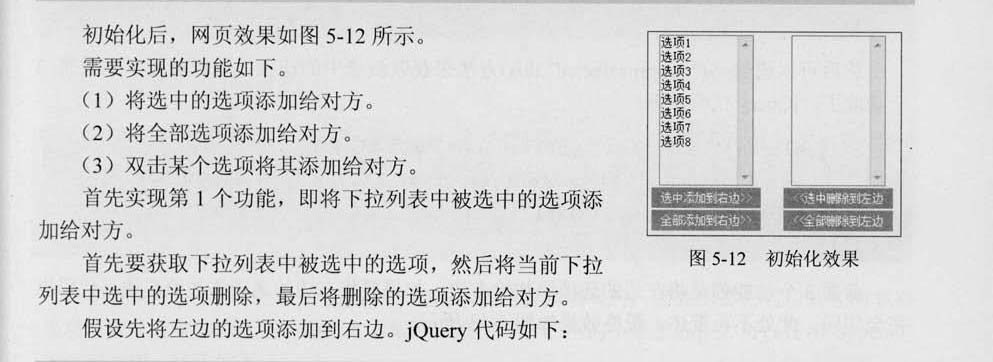 初始化后，网页效果如图 5-12 所示。
需要实现的功能如下。
（1）将选中的选项添加给对方。
（2）将全部选项添加给对方。
（3）双击某个选项将其添加给对方。
首先实现第 1 个功能，即将下拉列表中被选中的选项添
加给对方。
首先要获取下拉列表中被选中的选项，然后将当前下拉
列表中选中的选项删除，最后将删除的选项添加给对方。
假设先将左边的选项添加到右边。jQuery 代码如下：
选项1
选项2
选项3
选项4
选项5
选项6
选项7
选项8
选中添加到右边>>
<<选中删除到左边
全部添加到右边>>
<<全部删除到左边
图 5-12 初始化效果